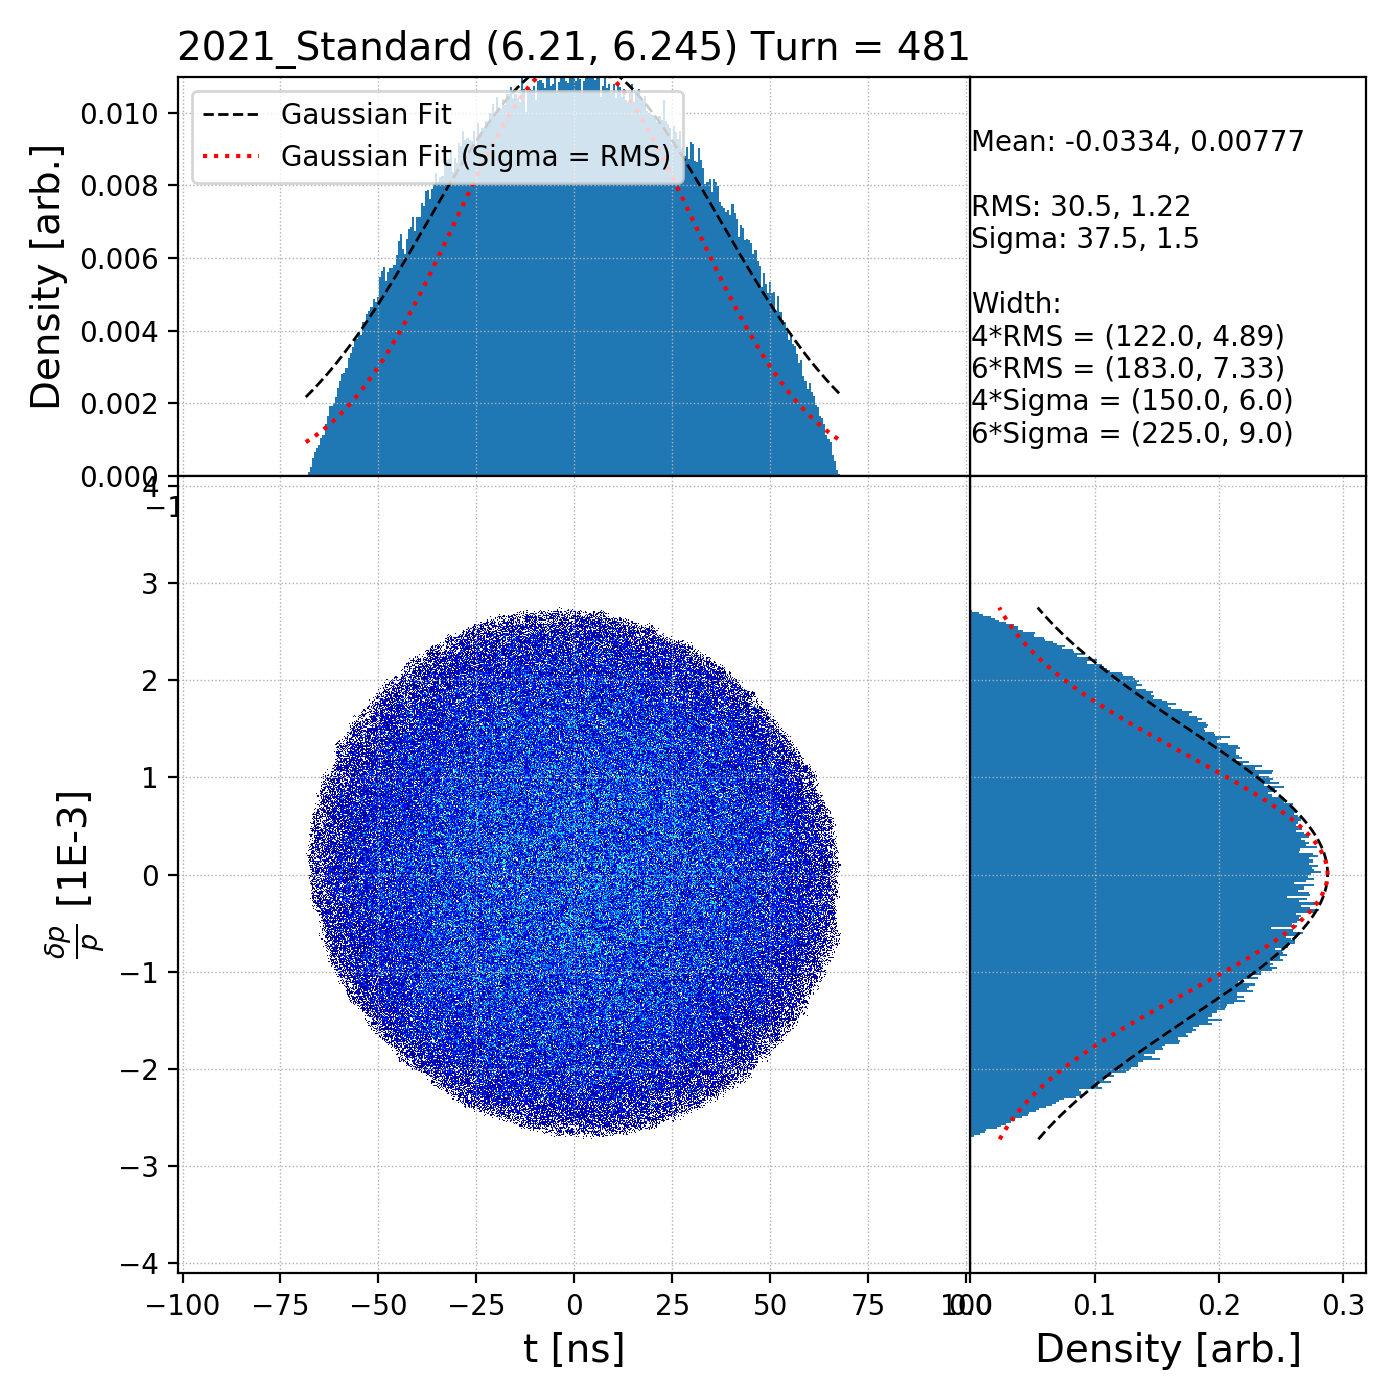 2021_Standard (6.21, 6.245) Turn = 481
Density [arb.]
0.010
0.008
0.006
0.004
0.002
0.000
Gaussian Fit
Gaussian Fit (Sigma = RMS)
Mean: -0.0334, 0.00777
RMS: 30.5, 1.22
Sigma: 37.5, 1.5
Width:
4*RMS = (122.0, 4.89)
6*RMS = (183.0, 7.33)
4*Sigma = (150.0, 6.0)
6*Sigma = (225.0, 9.0)
δp
p
[1E-3]
4
3
2
1
0
−1
−2
−3
−4
−100 −75 −50 −25 0 25 50 75 100
t [ns]
0.0 0.1 0.2 0.3
Density [arb.]